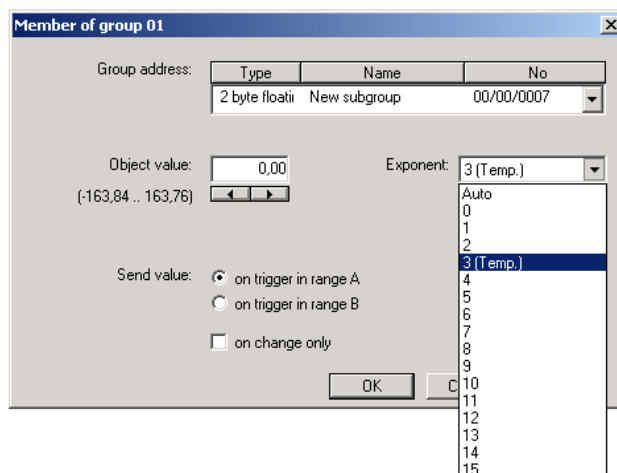 Member of group 01
Group address:
Type Name No
2 byte floatii New subgroup 00/00/0007
Object value: 0,00 Exponent: 3 (Temp.)
(-163,84 .. 163,76)
Auto
0
1
2
3 (Temp.)
4
5
6
7
8
9
10
11
12
13
14
15
Send value:
on trigger in range A
on trigger in range B
on change only
OK C